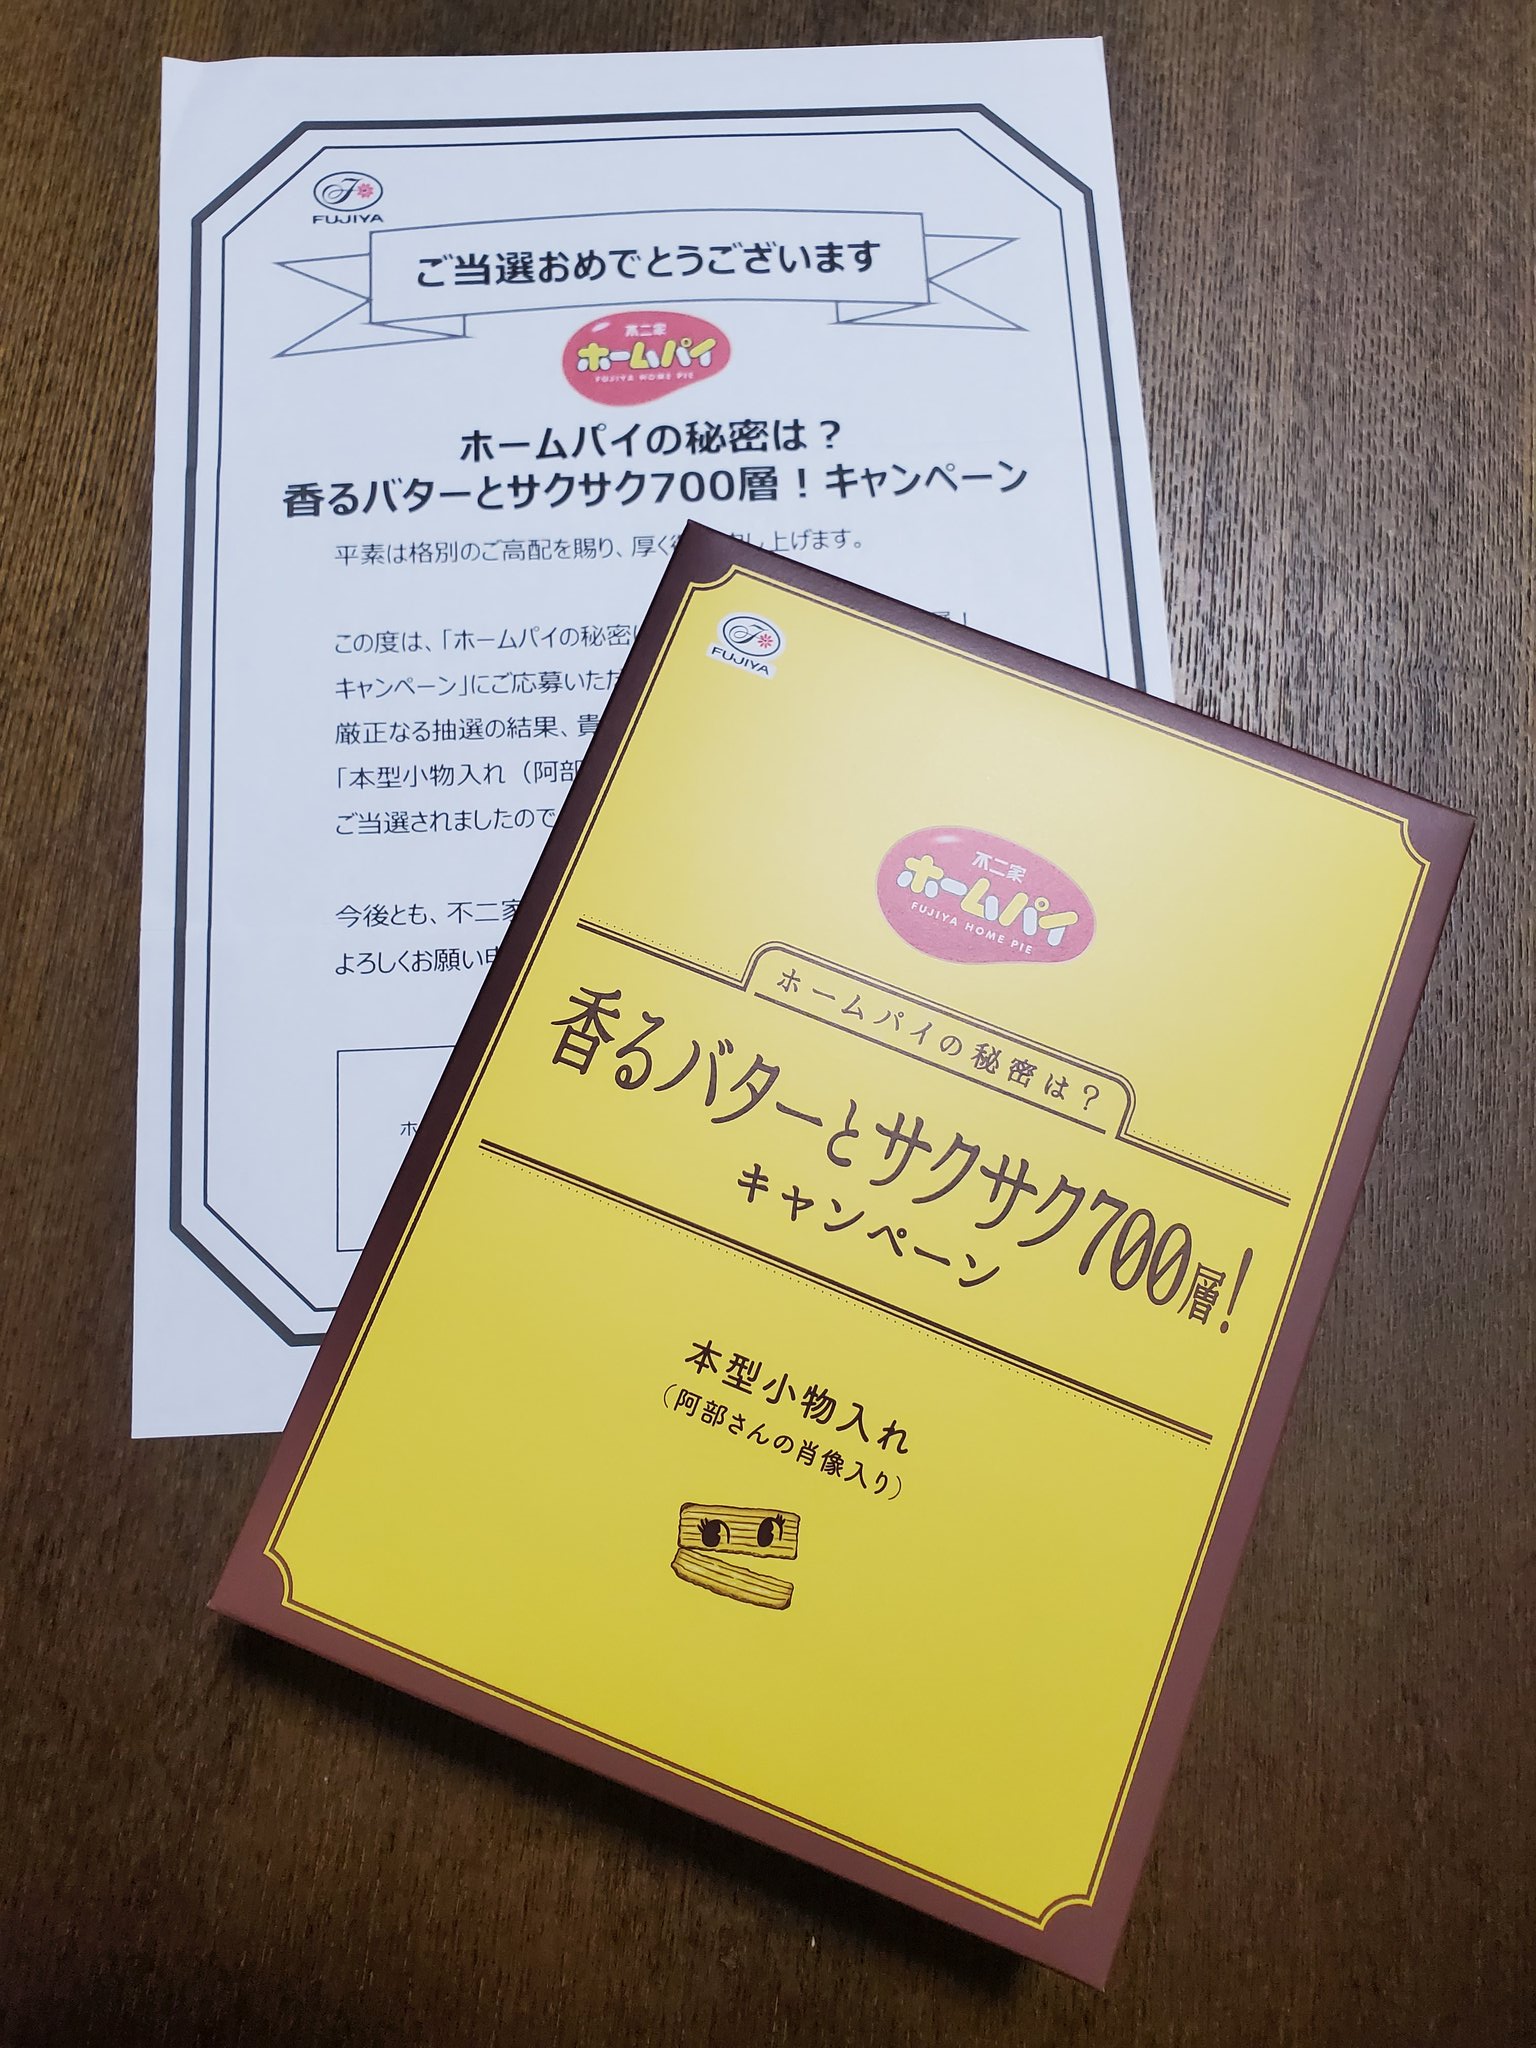 FUJIYA
ご当選おめでとうございます
不二家
ホームパイ
FUJIYA HOME PIE
ホームパイの秘密は？
香るバターとサクサク700層！キャンペーン
平素は格別のご高配を賜り、厚く し上げます。
この度は、「ホームパイの秘密
キャンペーン」にご応募いただ
厳正なる抽選の結果、貴
「本型小物入れ（阿部
ご当選されましたので
今後とも、不二家
よろしくお願い申
ホ
FUJIYA
不二家
ホームパイ
FUJIYA HOME PIE
ホームパイの秘密は？
香るバターとサクサク700層！
キャンペーン
本型小物入れ
（阿部さんの肖像入り）